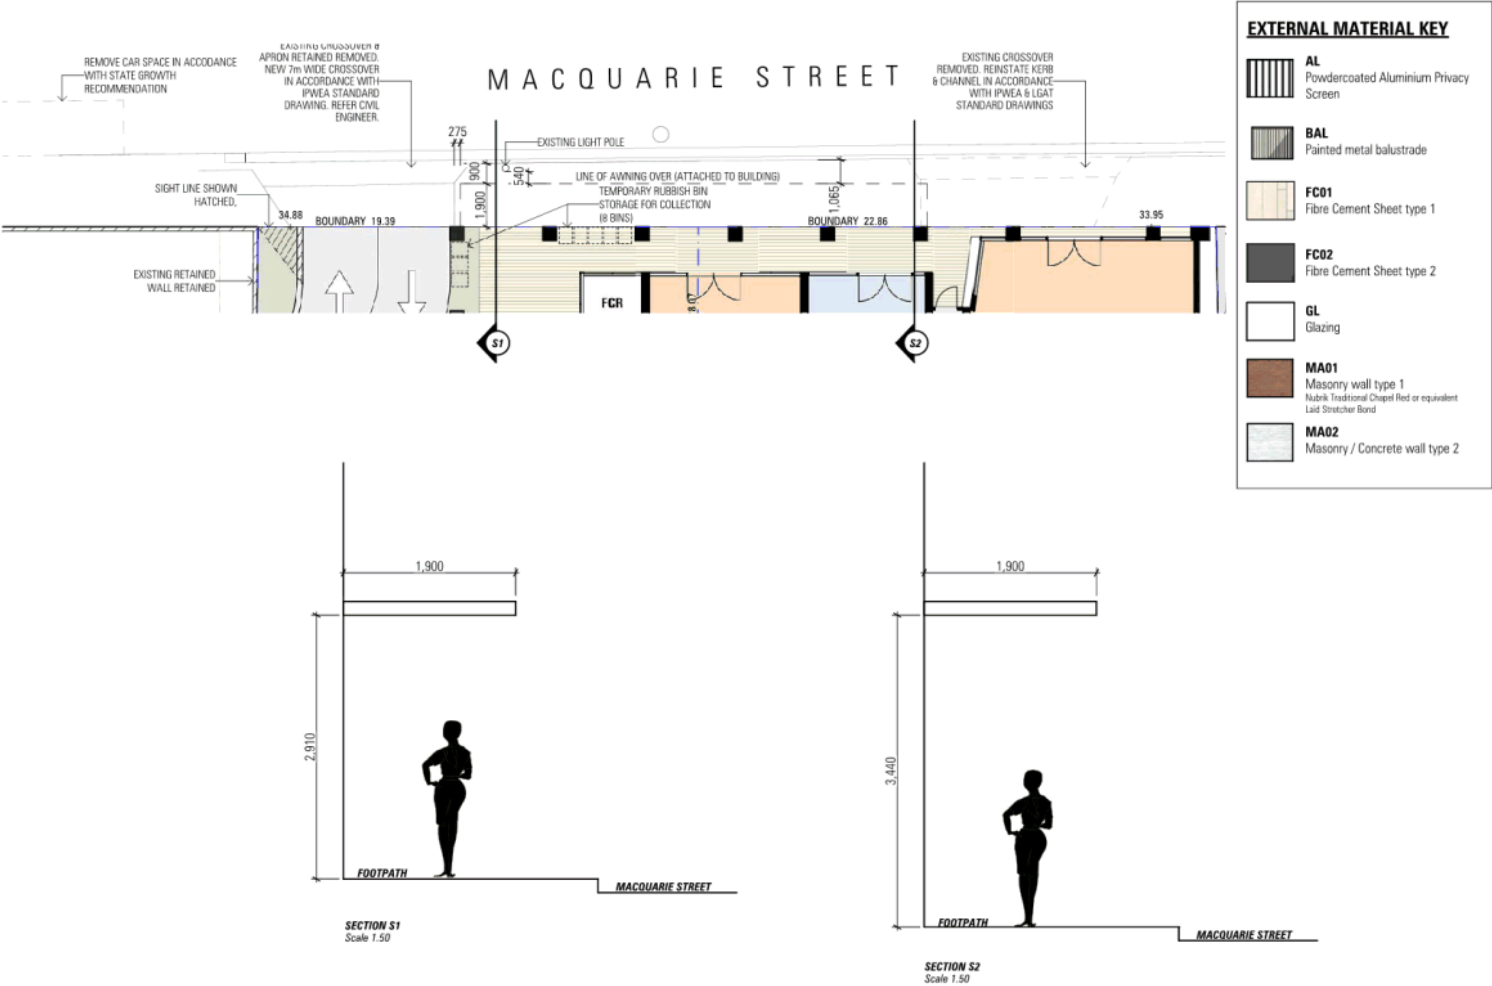 EXTERNAL MATERIAL KEY
AL
Powdercoated Aluminium Privacy
Screen
BAL
Painted metal balustrade
FC01
Fibre Cement Sheet type 1
FC02
Fibre Cement Sheet type 2
GL
Glazing
MA01
Masonry wall type 1
Nubrik Traditional Chapel Red or equivalent
Laid Stretcher Bond
MA02
Masonry / Concrete wall type 2
REMOVE CAR SPACE IN ACCODANCE
WITH STATE GROWTH
RECOMMENDATION
EXISTING CROSSOVER &
APRON RETAINED REMOVED.
NEW 7m WIDE CROSSOVER
IN ACCORDANCE WITH
IPWEA STANDARD
DRAWING. REFER CIVIL
ENGINEER.
MACQUARIE STREET
EXISTING CROSSOVER
REMOVED. REINSTATE KERB
& CHANNEL IN ACCORDANCE
WITH IPWEA & LGAT
STANDARD DRAWINGS
275
EXISTING LIGHT POLE
900
540
LINE OF AWNING OVER (ATTACHED TO BUILDING)
TEMPORARY RUBBISH BIN
STORAGE FOR COLLECTION
(8 BINS)
1,900
1,065
SIGHT LINE SHOWN
HATCHED,
34.88
BOUNDARY 19.39
BOUNDARY 22.86
33.95
EXISTING RETAINED
WALL RETAINED
FCR
S1
S2
1,900
2,910
FOOTPATH
MACQUARIE STREET
SECTION S1
Scale 1.50
1,900
3,440
FOOTPATH
MACQUARIE STREET
SECTION S2
Scale 1.50